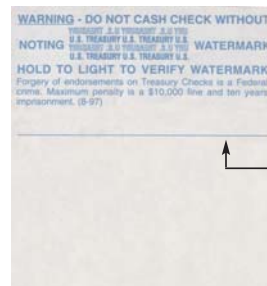 WARNING - DO NOT CASH CHECK WITHOUT
NOTING U.S. TREASURY U.S. TREASURY U.S. WATERMARK
U.S. TREASURY U.S. TREASURY U.S.
HOLD TO LIGHT TO VERIFY WATERMARK
Forgery of endorsements on Treasury Checks is a Federal
crime. Maximum penalty is a $10,000 fine and ten years
imprisonment. (8-97)